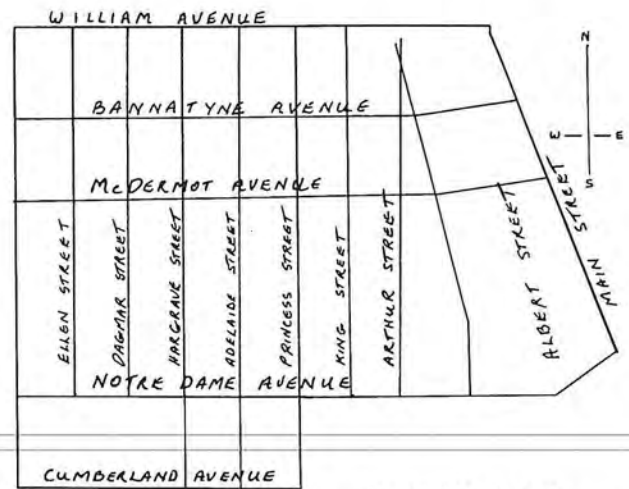 WILLIAM AVENUE
N
BANNATYNE AVENUE
W E
S
McDERMOT AVENUE
ELLEN STREET
DAGMAR STREET
HARGRAVE STREET
ADELAIDE STREET
PRINCESS STREET
KING STREET
ARTHUR STREET
ALBERT STREET
MAIN STREET
NOTRE DAME AVENUE
CUMBERLAND AVENUE